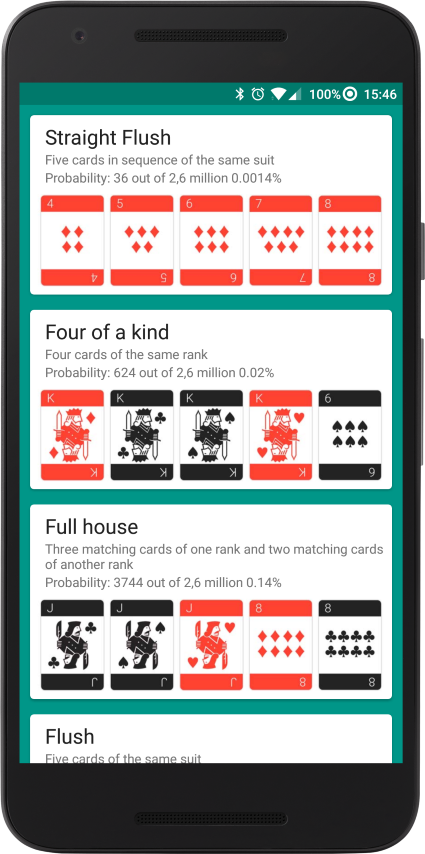 100% 15:46
Straight Flush
Five cards in sequence of the same suit
Probability: 36 out of 2,6 million 0.0014%
4 5 6 7 8
4 5 6 7 8
Four of a kind
Four cards of the same rank
Probability: 624 out of 2,6 million 0.02%
K K K K 6
K K K K 6
Full house
Three matching cards of one rank and two matching cards
of another rank
Probability: 3744 out of 2,6 million 0.14%
J J J 8 8
J J J 8 8
Flush
Five cards of the same suit